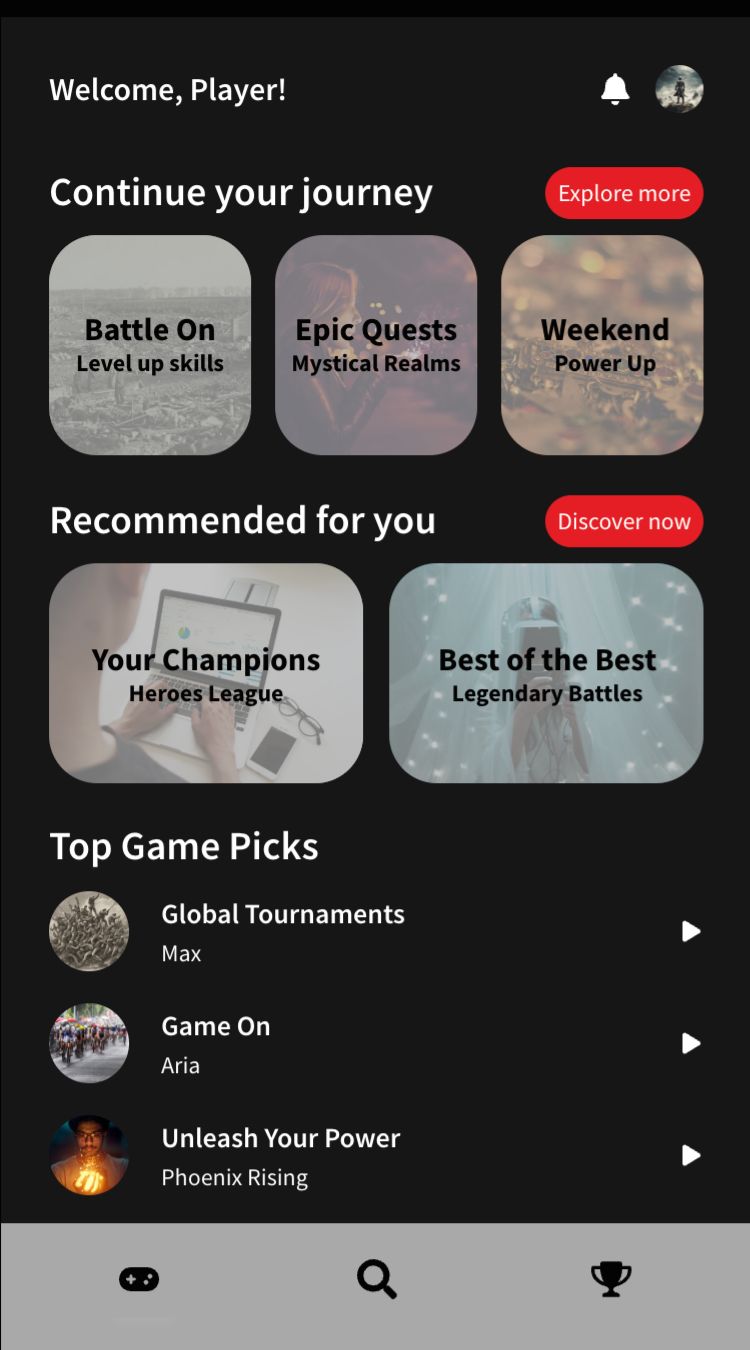 Welcome, Player!
Continue your journey
Explore more
Battle On
Level up skills
Epic Quests
Mystical Realms
Weekend
Power Up
Recommended for you
Discover now
Your Champions
Heroes League
Best of the Best
Legendary Battles
Top Game Picks
Global Tournaments
Max
Game On
Aria
Unleash Your Power
Phoenix Rising